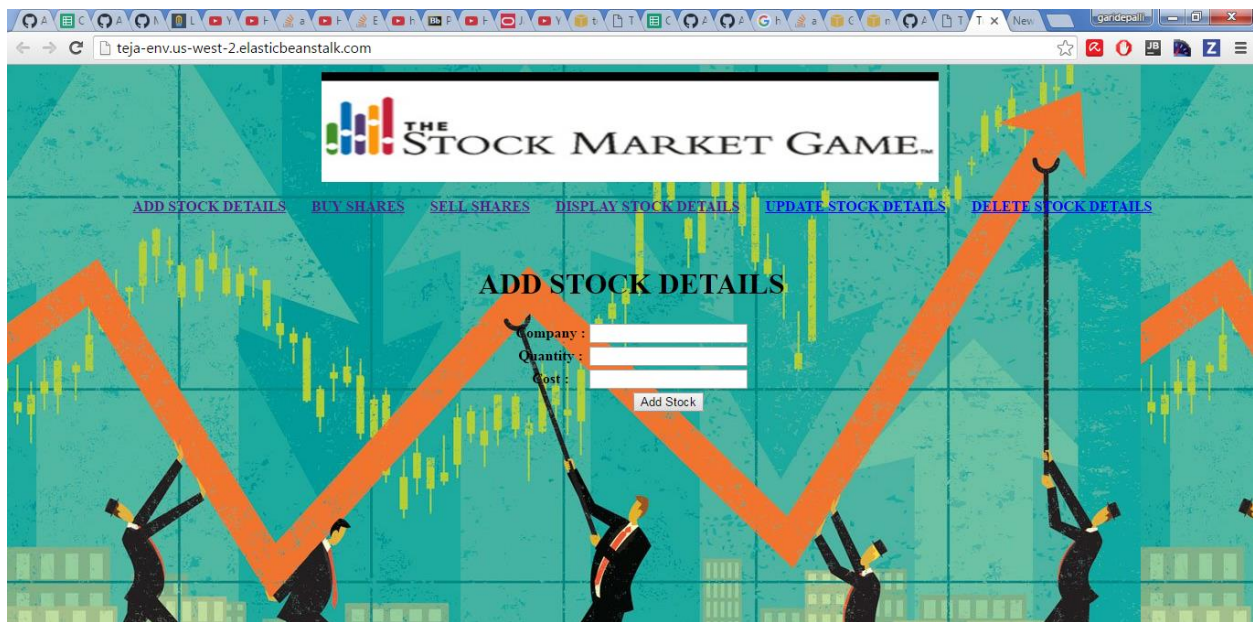 garidepalli
New
teja-env.us-west-2.elasticbeanstalk.com
THE STOCK MARKET GAME™
ADD STOCK DETAILS BUY SHARES SELL SHARES DISPLAY STOCK DETAILS UPDATE STOCK DETAILS DELETE STOCK DETAILS
ADD STOCK DETAILS
Company :
Quantity :
Cost :
Add Stock